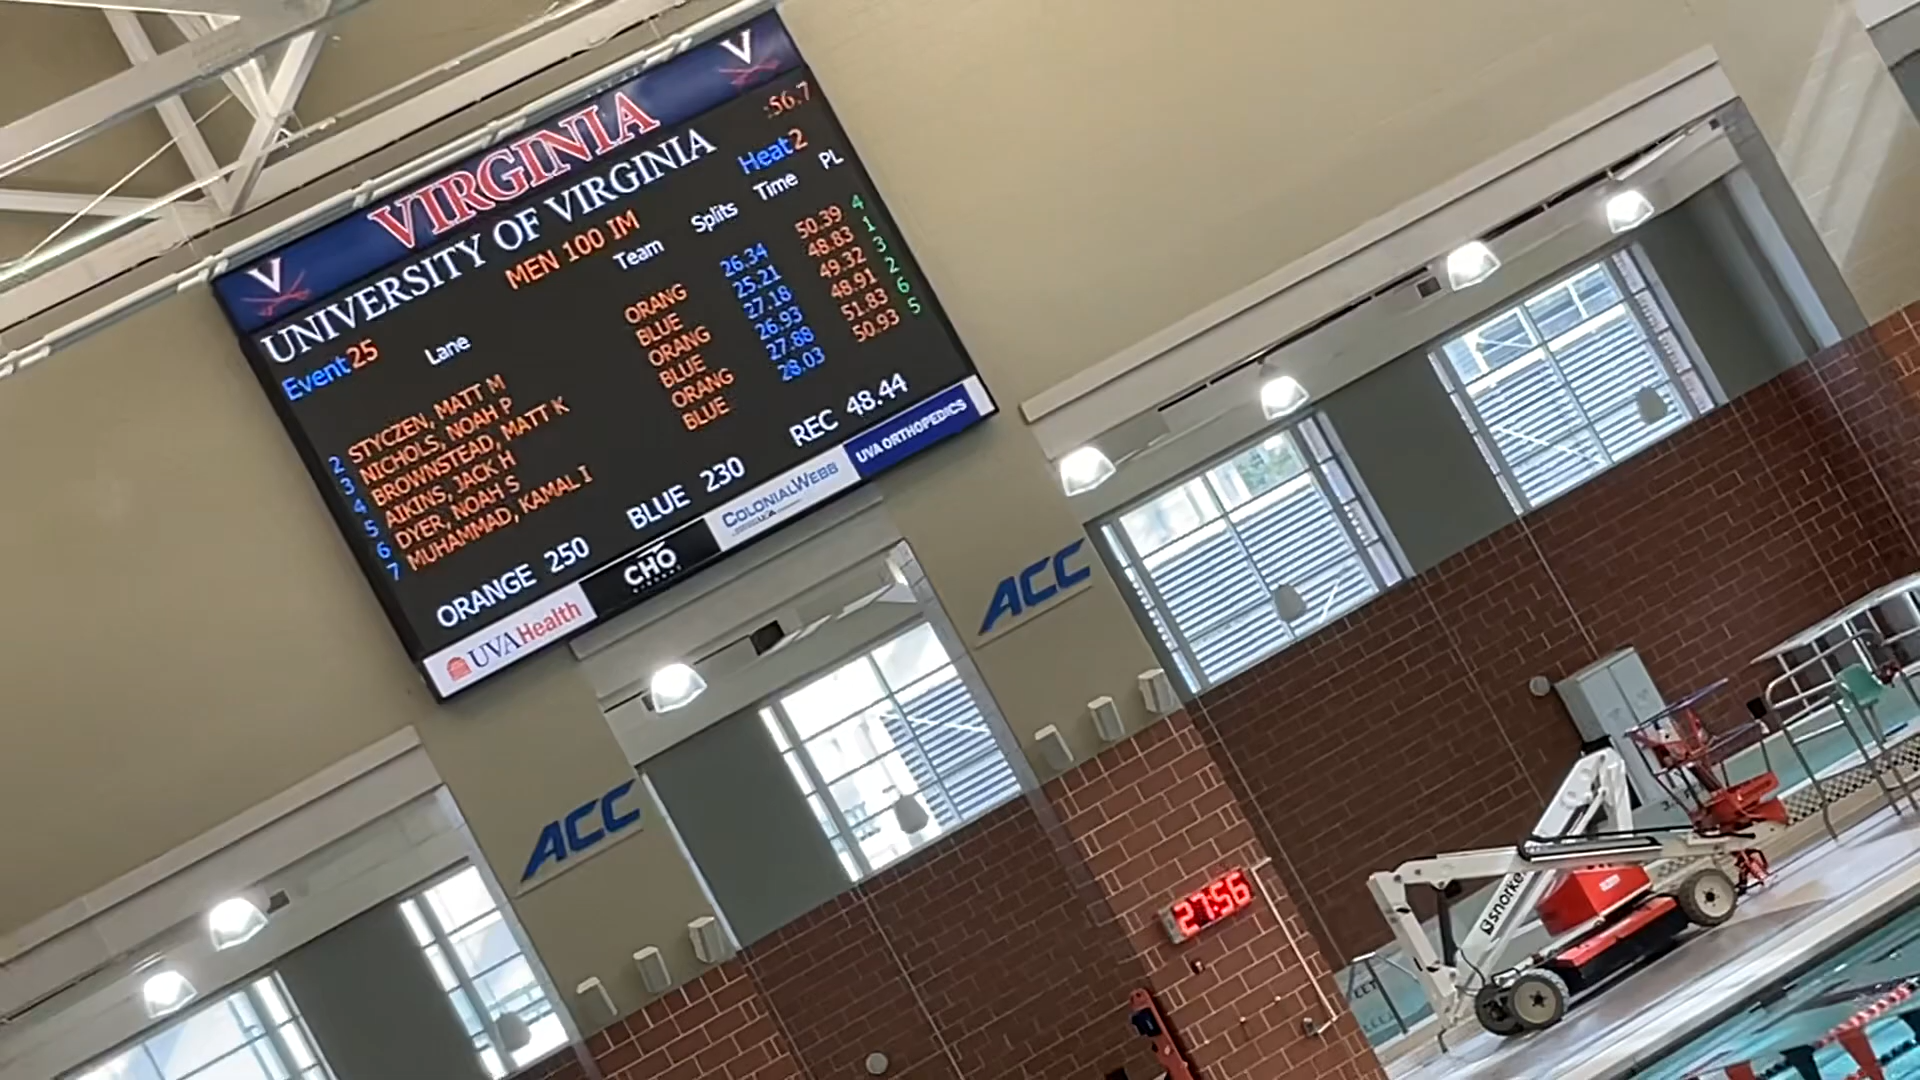 V VIRGINIA V
UNIVERSITY OF VIRGINIA :56.7
Event 25 MEN 100 IM Heat 2
Lane Team Splits Time PL
2 STYCZEN, MATT M ORANG 26.34 50.39 4
3 NICHOLS, NOAH P BLUE 25.21 48.83 1
4 BROWNSTEAD, MATT K ORANG 27.18 49.32 3
5 AIKINS, JACK H BLUE 26.93 48.91 2
6 DYER, NOAH S ORANG 27.88 51.83 6
7 MUHAMMAD, KAMAL I BLUE 28.03 50.93 5
ORANGE 250 BLUE 230 REC 48.44
UVAHealth CHO COLONIALWEBB UVA ORTHOPEDICS
ACC
ACC
27:56
snorkel